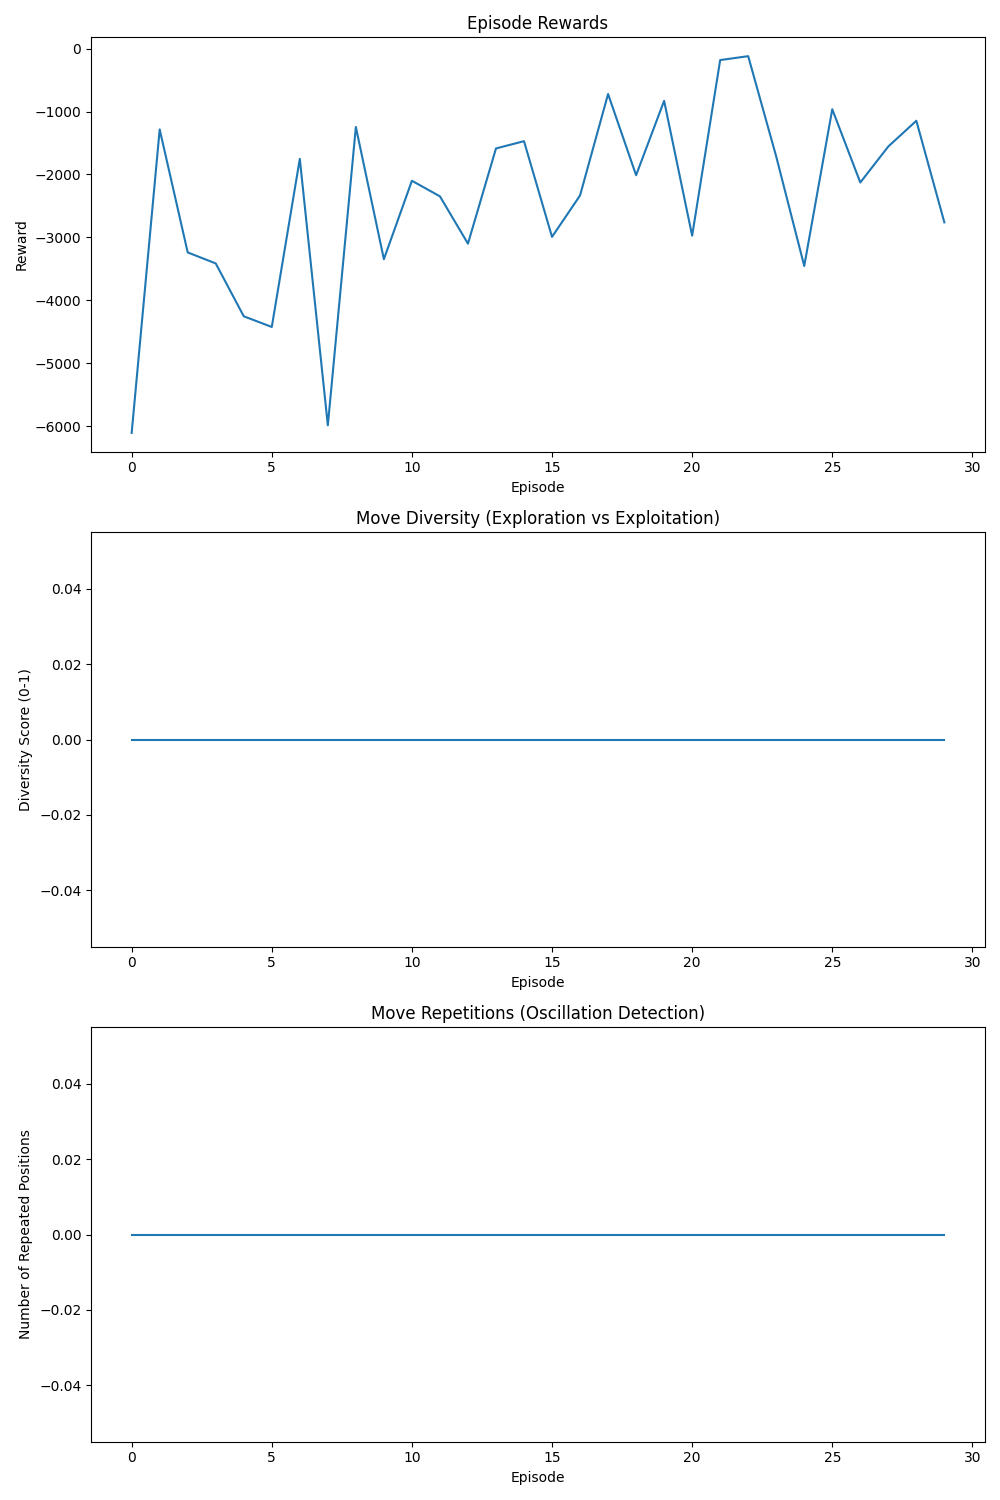 Episode Rewards
0
−1000
−2000
−3000
−4000
−5000
−6000
Reward
0 5 10 15 20 25 30
Episode
Move Diversity (Exploration vs Exploitation)
0.04
0.02
0.00
−0.02
−0.04
Diversity Score (0-1)
0 5 10 15 20 25 30
Episode
Move Repetitions (Oscillation Detection)
0.04
0.02
0.00
−0.02
−0.04
Number of Repeated Positions
0 5 10 15 20 25 30
Episode